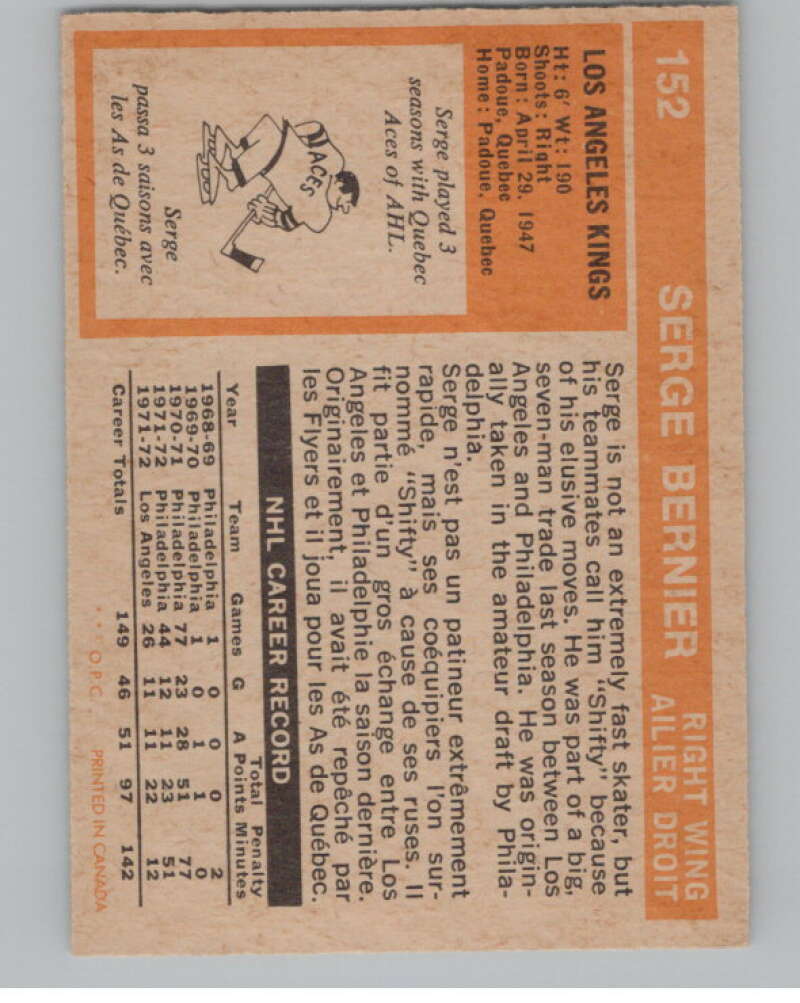 152 SERGE BERNIER RIGHT WING
AILIER DROIT
LOS ANGELES KINGS
Ht: 6' Wt: 190
Shoots: Right
Born: April 29, 1947
Padoue, Quebec
Home: Padoue, Quebec
Serge played 3
seasons with Quebec
Aces of AHL.
ACES
Serge
passa 3 saisons avec
les As de Québec.
Serge is not an extremely fast skater, but
his teammates call him "Shifty" because
of his elusive moves. He was part of a big,
seven-man trade last season between Los
Angeles and Philadelphia. He was origin-
ally taken in the amateur draft by Phila-
delphia.
Serge n'est pas un patineur extrêmement
rapide, mais ses coéquipiers l'on sur-
nommé "Shifty" à cause de ses ruses. Il
fit partie d'un gros échange entre Los
Angeles et Philadelphie la saison dernière.
Originairement, il avait été repêché par
les Flyers et il joua pour les As de Québec.
NHL CAREER RECORD
Total Penalty
Year Team Games G A Points Minutes
1968-69 Philadelphia 1 0 0 0 2
1969-70 Philadelphia 1 0 1 1 0
1970-71 Philadelphia 77 23 28 51 77
1971-72 Philadelphia 44 12 11 23 51
1971-72 Los Angeles 26 11 11 22 12
Career Totals 149 46 51 97 142
* * O.P.C. PRINTED IN CANADA